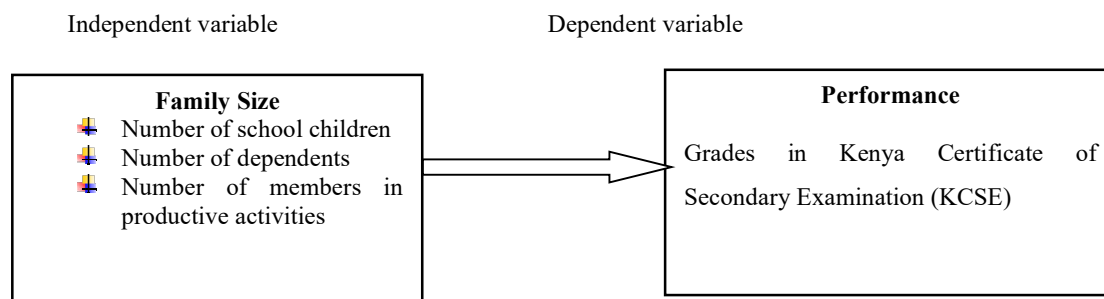 Independent variable
Dependent variable
Family Size
Number of school children
Number of dependents
Number of members in
productive activities
Performance
Grades in Kenya Certificate of
Secondary Examination (KCSE)